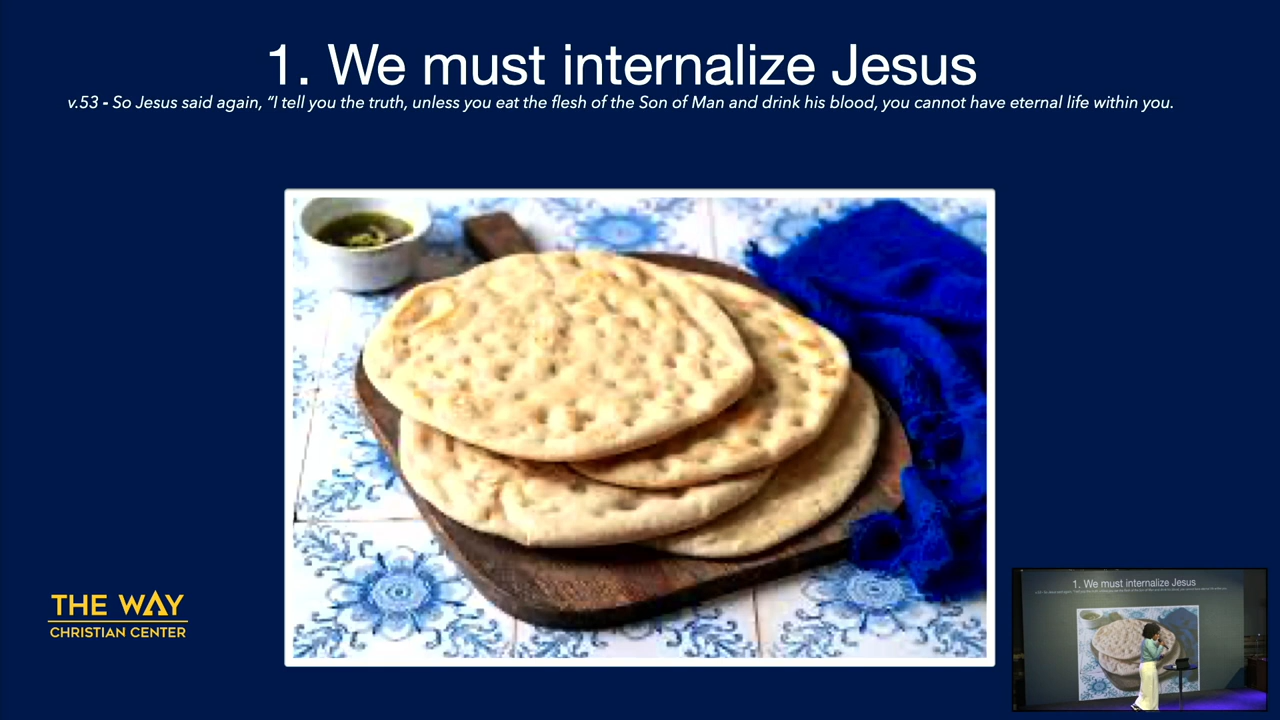 1. We must internalize Jesus
v.53 - So Jesus said again, “I tell you the truth, unless you eat the flesh of the Son of Man and drink his blood, you cannot have eternal life within you.
THE WAY
CHRISTIAN CENTER
1. We must internalize Jesus